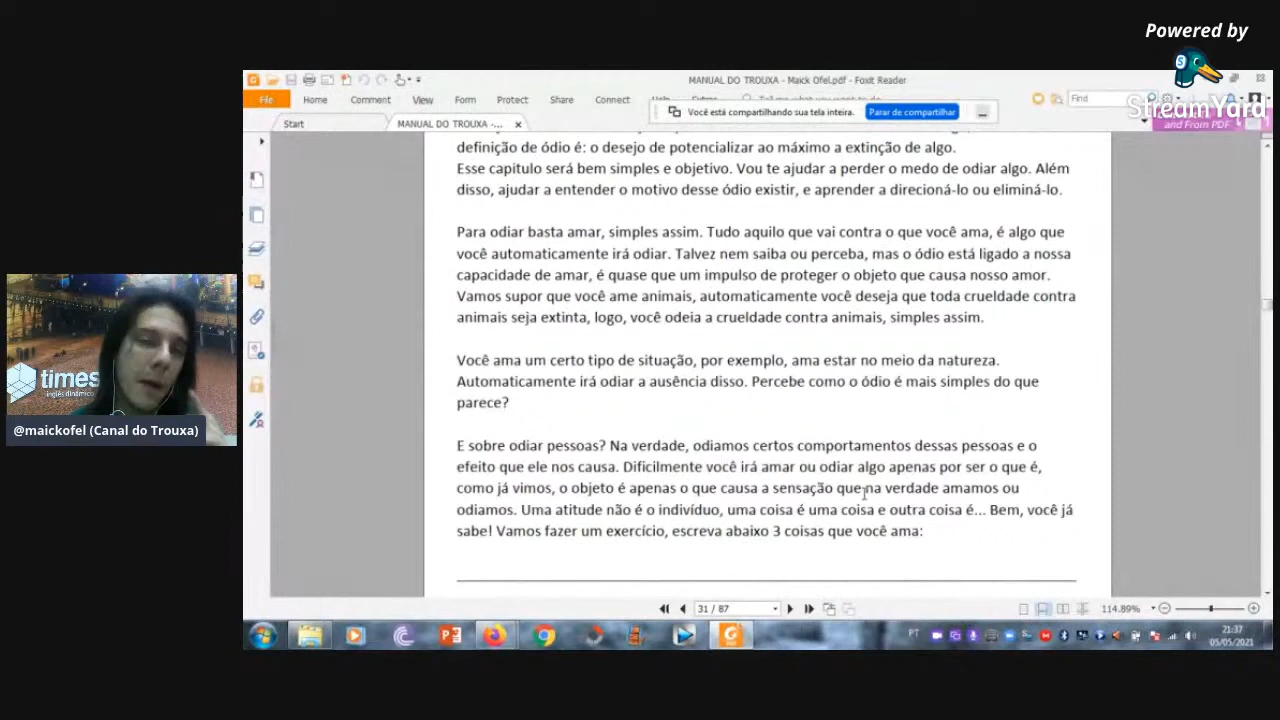 Powered by
StreamYard
MANUAL DO TROUXA - Maick Ofel.pdf - Foxit Reader
File Home Comment View Form Protect Share Connect Help
Find
Você está compartilhando sua tela inteira. Parar de compartilhar
and From PDF
Start MANUAL DO TROUXA -...
definição de ódio é: o desejo de potencializar ao máximo a extinção de algo.
Esse capítulo será bem simples e objetivo. Vou te ajudar a perder o medo de odiar algo. Além
disso, ajudar a entender o motivo desse ódio existir, e aprender a direcioná-lo ou eliminá-lo.
Para odiar basta amar, simples assim. Tudo aquilo que vai contra o que você ama, é algo que
você automaticamente irá odiar. Talvez nem saiba ou perceba, mas o ódio está ligado a nossa
capacidade de amar, é quase que um impulso de proteger o objeto que causa nosso amor.
Vamos supor que você ame animais, automaticamente você deseja que toda crueldade contra
animais seja extinta, logo, você odeia a crueldade contra animais, simples assim.
Você ama um certo tipo de situação, por exemplo, ama estar no meio da natureza.
Automaticamente irá odiar a ausência disso. Percebe como o ódio é mais simples do que
parece?
E sobre odiar pessoas? Na verdade, odiamos certos comportamentos dessas pessoas e o
efeito que ele nos causa. Dificilmente você irá amar ou odiar algo apenas por ser o que é,
como já vimos, o objeto é apenas o que causa a sensação que na verdade amamos ou
odiamos. Uma atitude não é o indivíduo, uma coisa é uma coisa e outra coisa é... Bem, você já
sabe! Vamos fazer um exercício, escreva abaixo 3 coisas que você ama:
times
inglês dinâmico
@maickofel (Canal do Trouxa)
31 / 87
114.89%
PT
21:37
05/05/2021